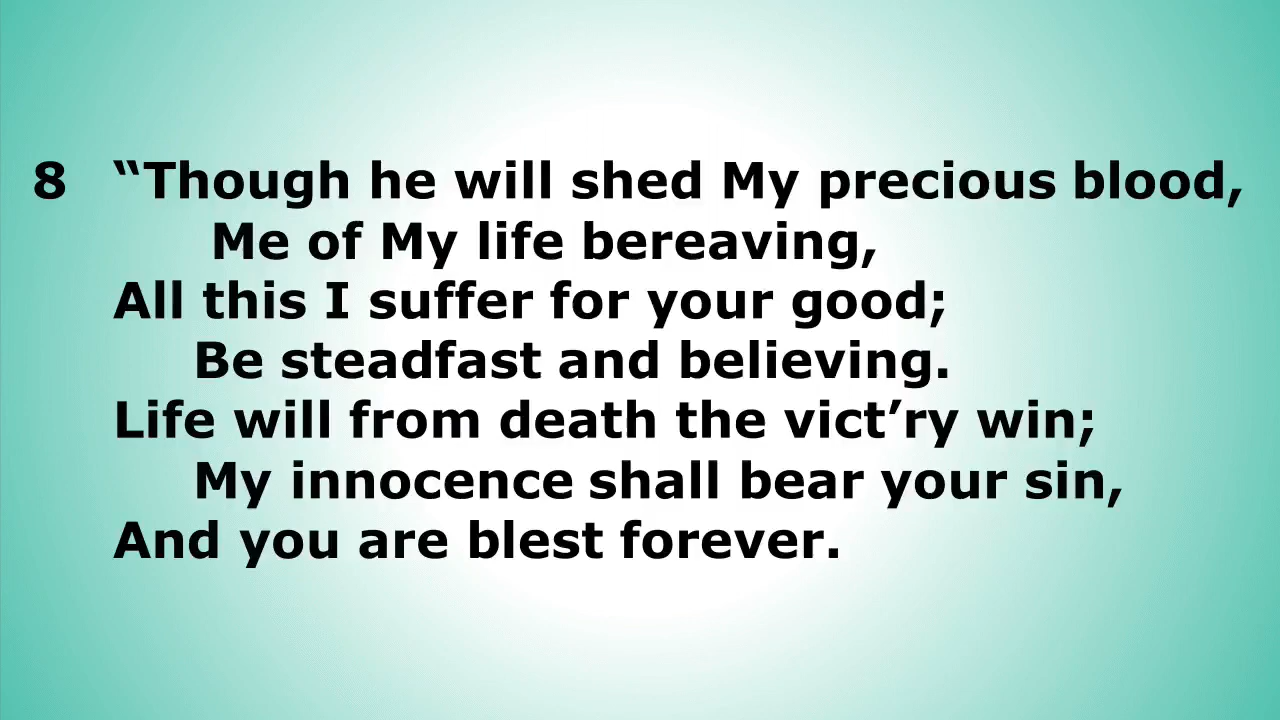 8 “Though he will shed My precious blood,
Me of My life bereaving,
All this I suffer for your good;
Be steadfast and believing.
Life will from death the vict’ry win;
My innocence shall bear your sin,
And you are blest forever.